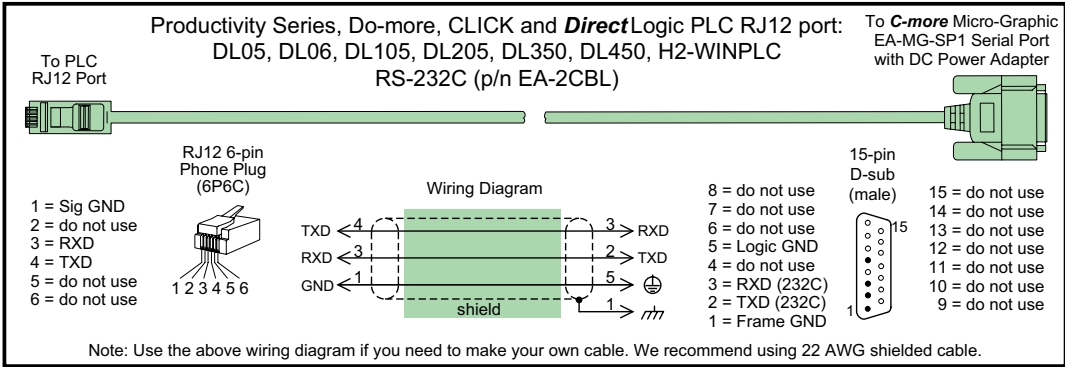 Productivity Series, Do-more, CLICK and DirectLogic PLC RJ12 port:
DL05, DL06, DL105, DL205, DL350, DL450, H2-WINPLC
RS-232C (p/n EA-2CBL)
To PLC
RJ12 Port
To C-more Micro-Graphic
EA-MG-SP1 Serial Port
with DC Power Adapter
1 = Sig GND
2 = do not use
3 = RXD
4 = TXD
5 = do not use
6 = do not use
RJ12 6-pin
Phone Plug
(6P6C)
1 2 3 4 5 6
Wiring Diagram
TXD 4 3 RXD
RXD 3 2 TXD
GND 1 5
shield 1
8 = do not use
7 = do not use
6 = do not use
5 = Logic GND
4 = do not use
3 = RXD (232C)
2 = TXD (232C)
1 = Frame GND
15-pin
D-sub
(male)
15
1
15 = do not use
14 = do not use
13 = do not use
12 = do not use
11 = do not use
10 = do not use
9 = do not use
Note: Use the above wiring diagram if you need to make your own cable. We recommend using 22 AWG shielded cable.